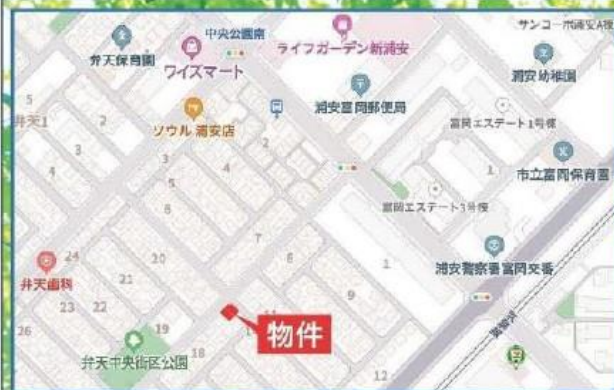 中央公園南
サンコーポ浦安A棟
弁天保育園
ワイズマート
ライフガーデン新浦安
浦安幼稚園
5
弁天1
ソウル 浦安店
浦安富岡郵便局
富岡エステート1号棟
4
3
3
2
1
市立富岡保育園
5
6
4
富岡エステート3号棟
7
8
1
浦安警察署富岡交番
24
弁天歯科
20
21
9
23
22
19
物件
26
弁天中央街区公園
18
12
京葉線